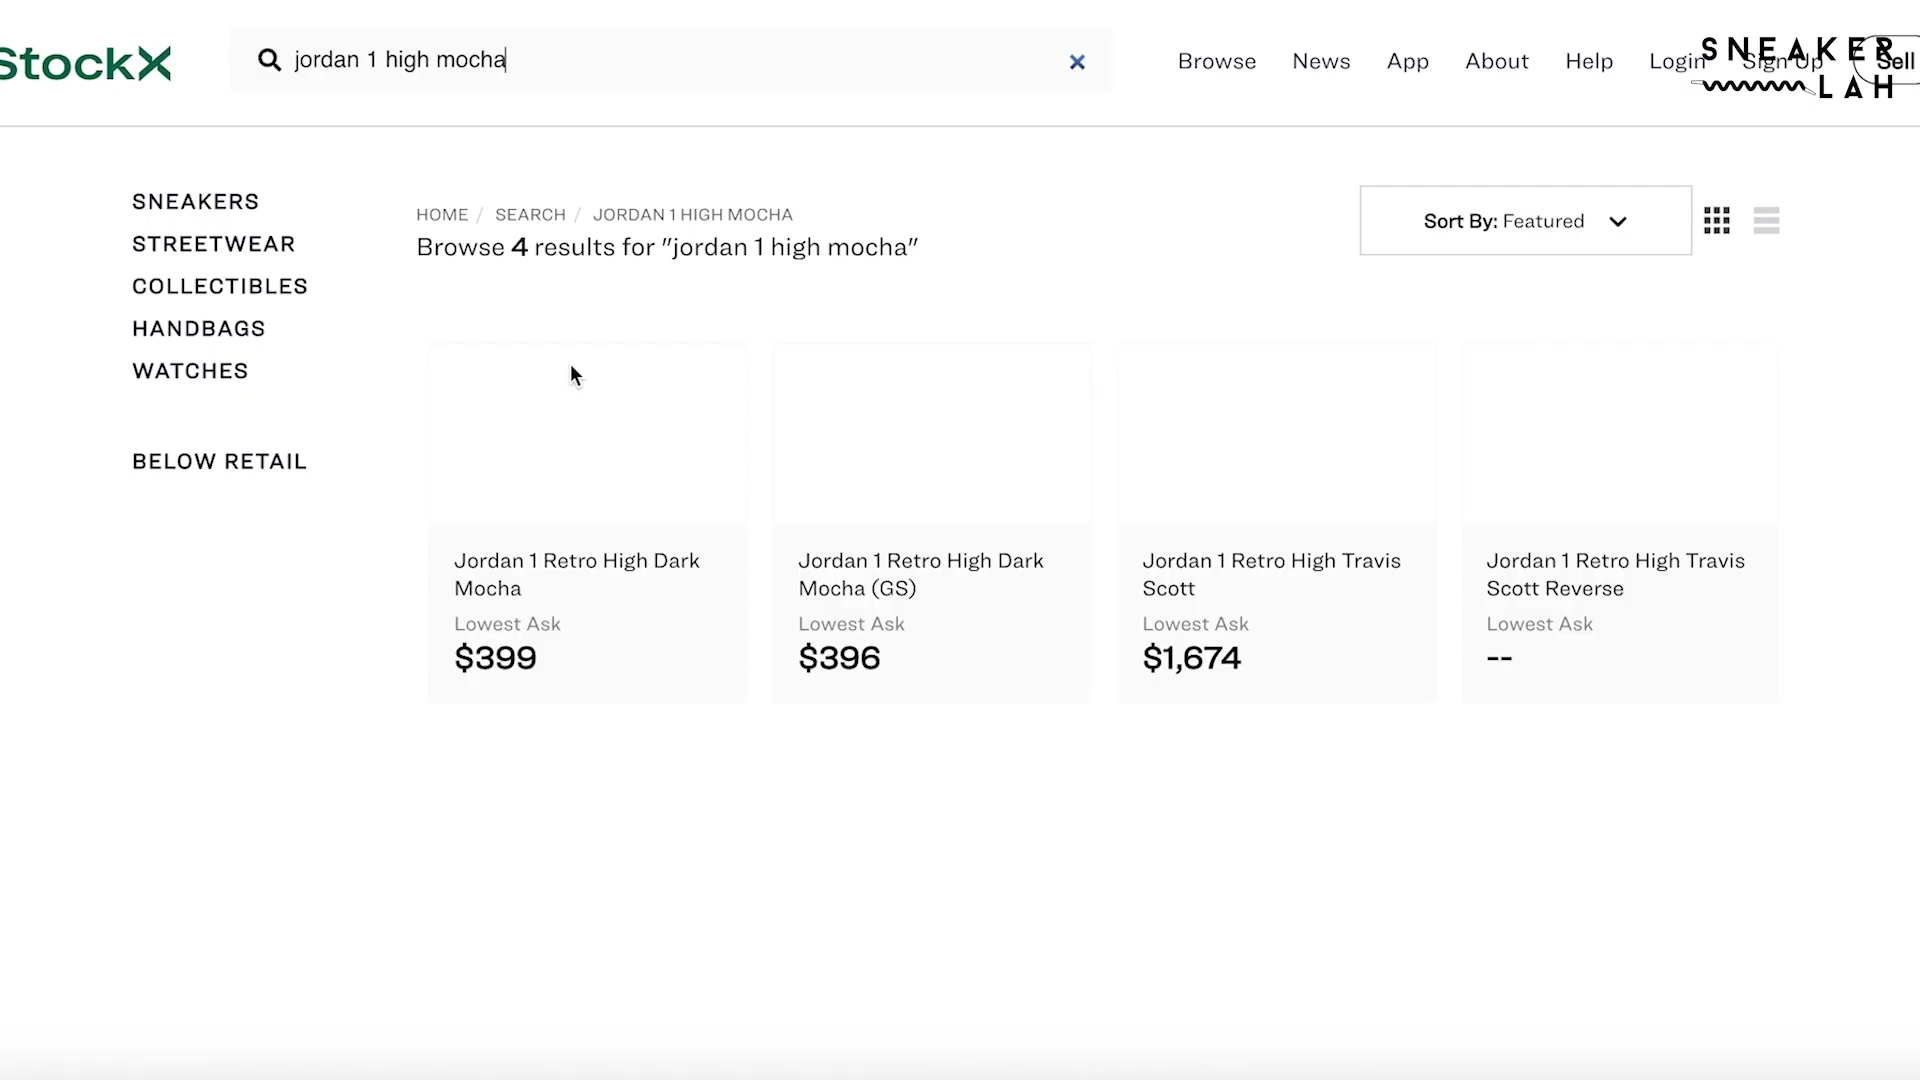 StockX
jordan 1 high mocha
Browse
News
App
About
Help
Login
Sign Up
Sell
SNEAKER
LAH
SNEAKERS
STREETWEAR
COLLECTIBLES
HANDBAGS
WATCHES
BELOW RETAIL
HOME / SEARCH / JORDAN 1 HIGH MOCHA
Browse 4 results for "jordan 1 high mocha"
Sort By: Featured
Jordan 1 Retro High Dark
Mocha
Lowest Ask
$399
Jordan 1 Retro High Dark
Mocha (GS)
Lowest Ask
$396
Jordan 1 Retro High Travis
Scott
Lowest Ask
$1,674
Jordan 1 Retro High Travis
Scott Reverse
Lowest Ask
--